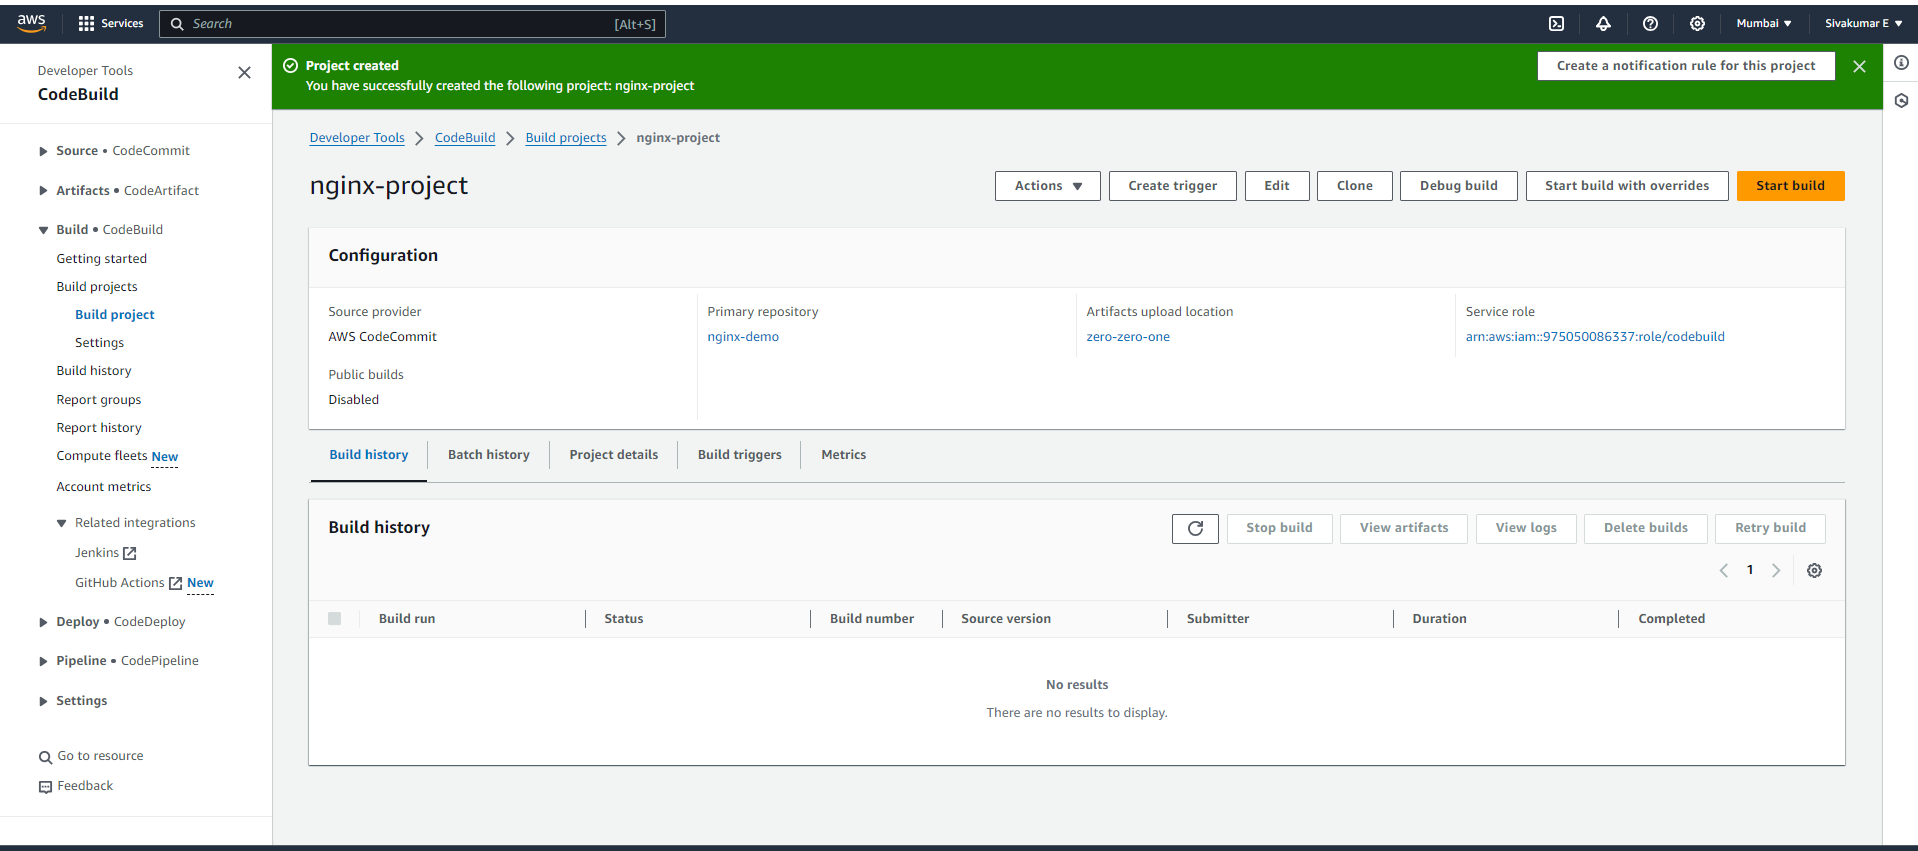 aws
Services
Search
[Alt+S]
Mumbai
Sivakumar E
Developer Tools
CodeBuild
Source • CodeCommit
Artifacts • CodeArtifact
Build • CodeBuild
Getting started
Build projects
Build project
Settings
Build history
Report groups
Report history
Compute fleets New
Account metrics
Related integrations
Jenkins
GitHub Actions New
Deploy • CodeDeploy
Pipeline • CodePipeline
Settings
Go to resource
Feedback
Project created
You have successfully created the following project: nginx-project
Create a notification rule for this project
Developer Tools > CodeBuild > Build projects > nginx-project
nginx-project
Actions
Create trigger
Edit
Clone
Debug build
Start build with overrides
Start build
Configuration
Source provider
AWS CodeCommit
Primary repository
nginx-demo
Artifacts upload location
zero-zero-one
Service role
arn:aws:iam::975050086337:role/codebuild
Public builds
Disabled
Build history
Batch history
Project details
Build triggers
Metrics
Build history
Stop build
View artifacts
View logs
Delete builds
Retry build
1
Build run
Status
Build number
Source version
Submitter
Duration
Completed
No results
There are no results to display.